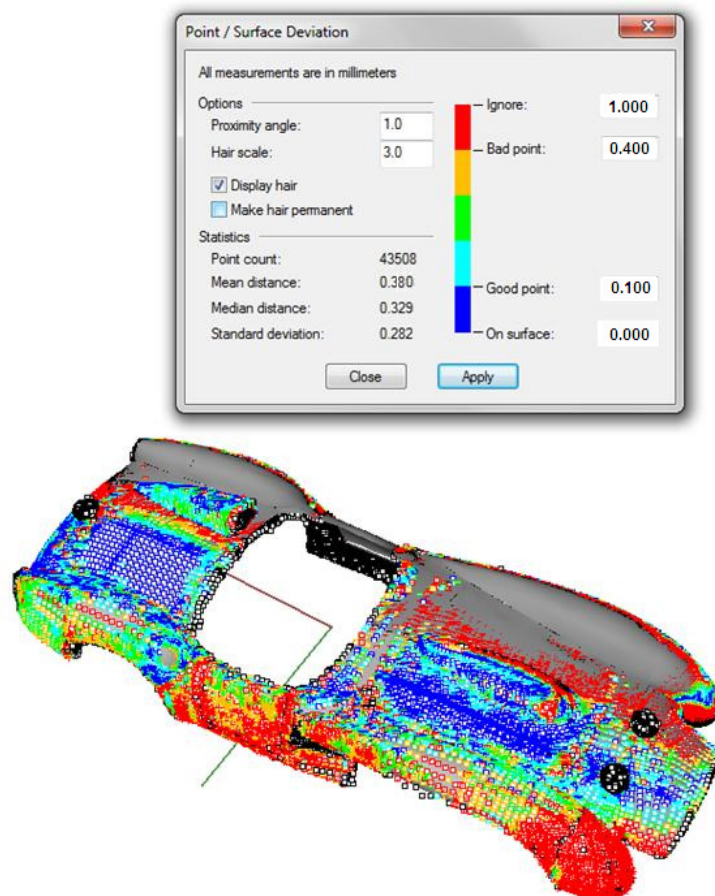 Point / Surface Deviation
All measurements are in millimeters
Options
Proximity angle: 1.0
Hair scale: 3.0
Display hair
Make hair permanent
Statistics
Point count: 43508
Mean distance: 0.380
Median distance: 0.329
Standard deviation: 0.282
Ignore: 1.000
Bad point: 0.400
Good point: 0.100
On surface: 0.000
Close Apply